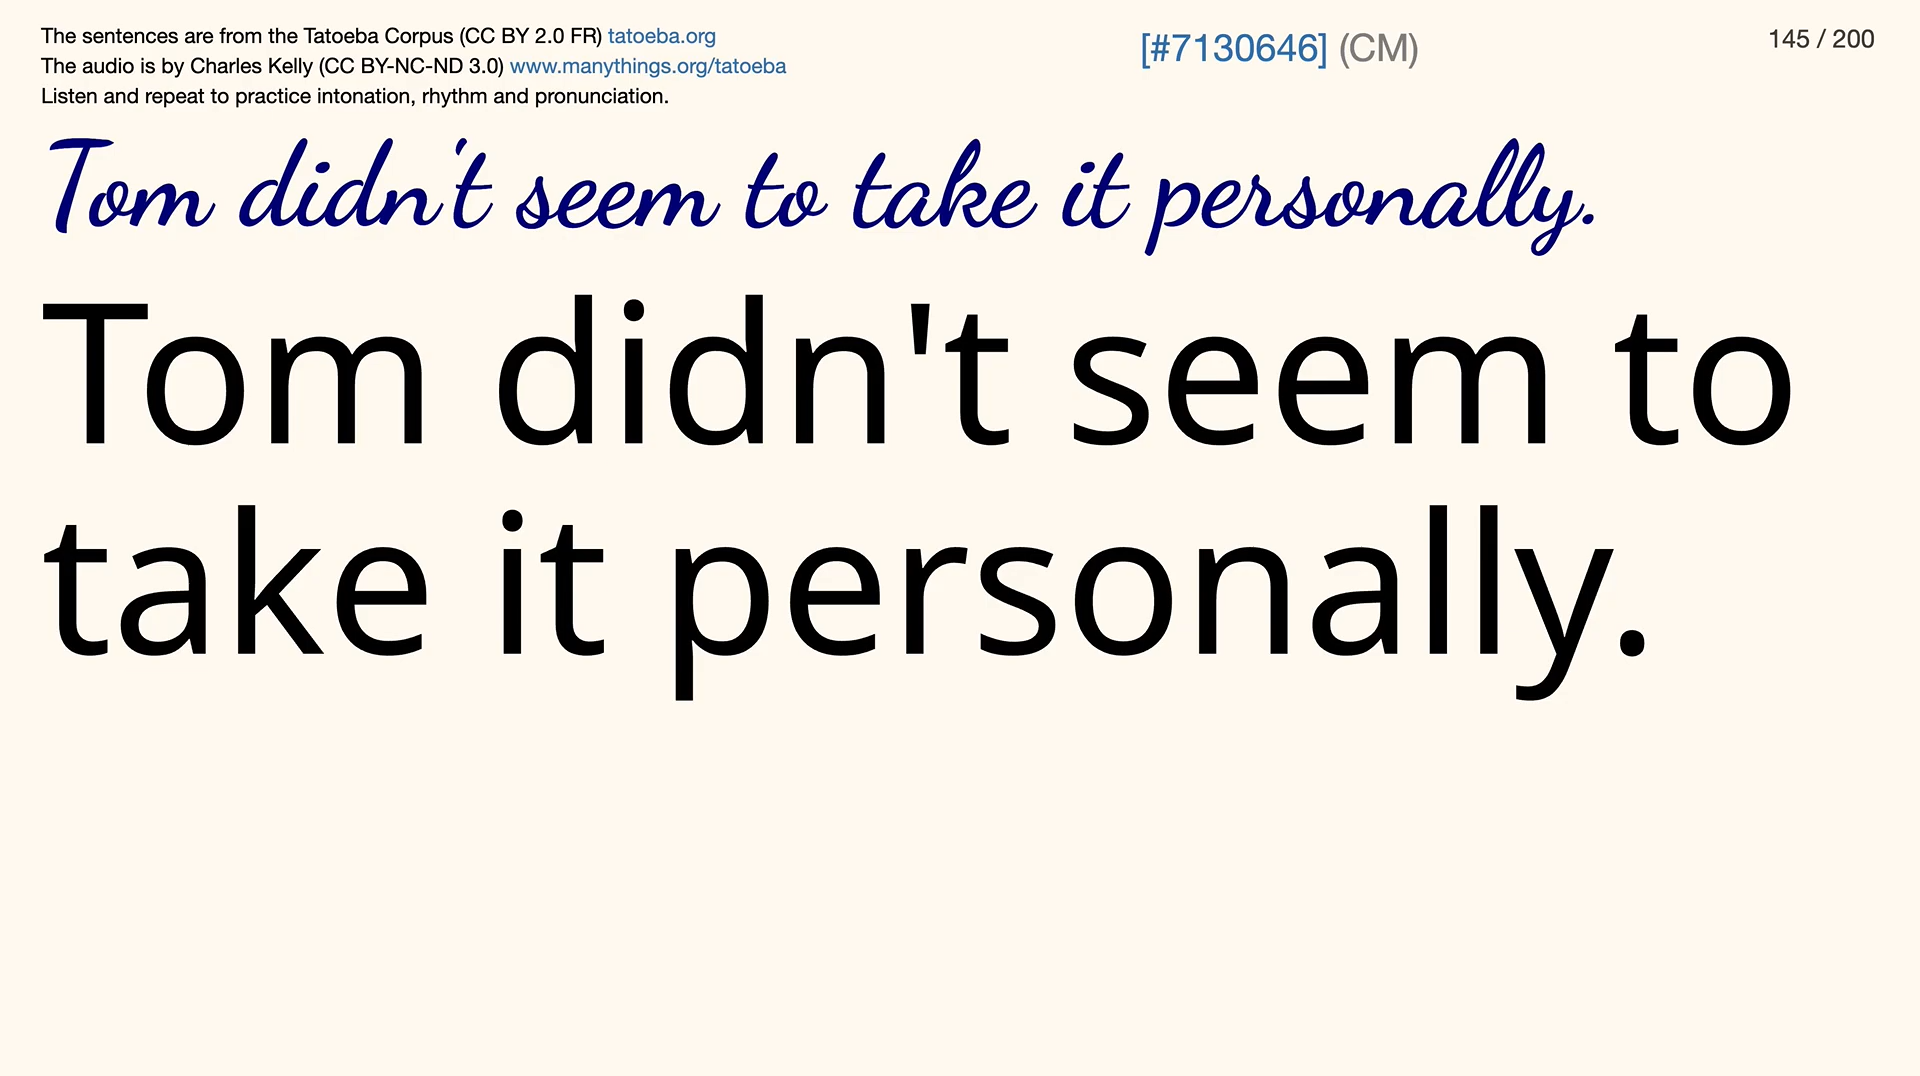 The sentences are from the Tatoeba Corpus (CC BY 2.0 FR) tatoeba.org
The audio is by Charles Kelly (CC BY-NC-ND 3.0) www.manythings.org/tatoeba
Listen and repeat to practice intonation, rhythm and pronunciation.
[#7130646] (CM)
145 / 200
Tom didn't seem to take it personally.
Tom didn't seem to
take it personally.